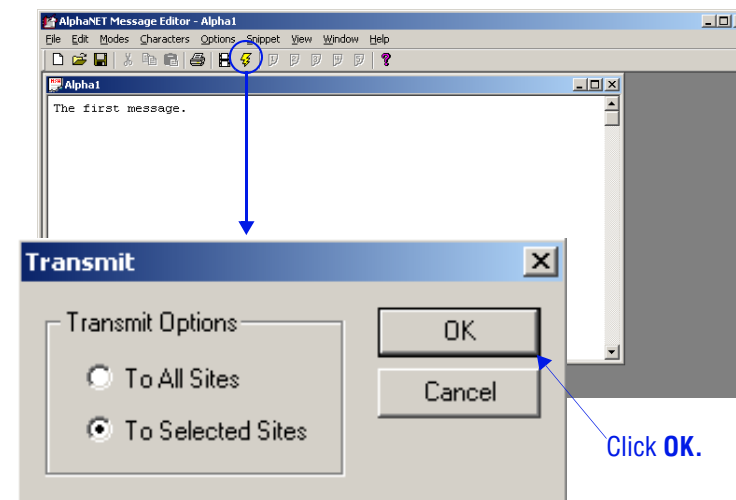 AlphaNET Message Editor - Alpha1
File Edit Modes Characters Options Snippet View Window Help
Alpha1
The first message.
Transmit
Transmit Options
To All Sites
To Selected Sites
OK
Cancel
Click OK.